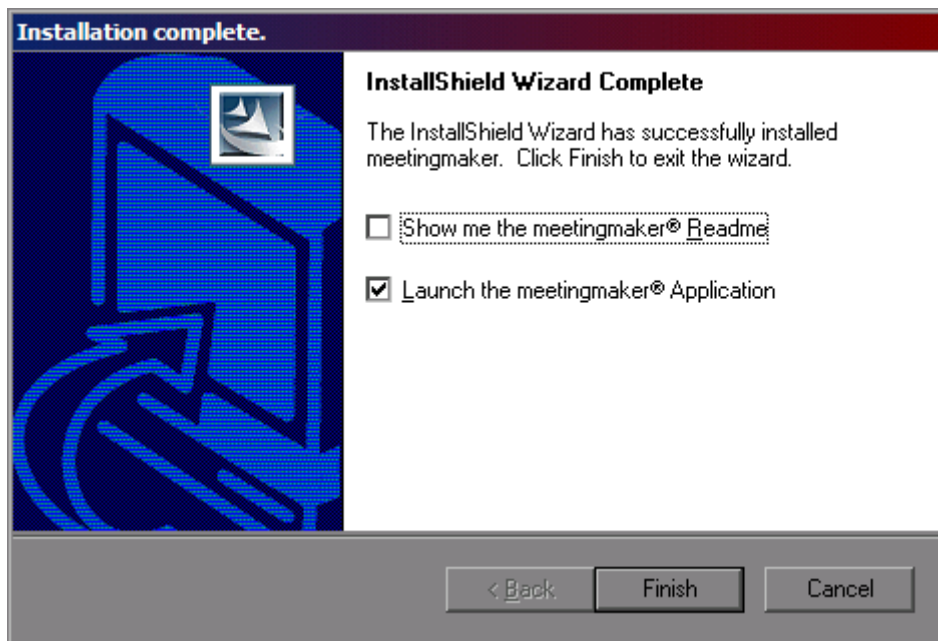 Installation complete.
InstallShield Wizard Complete
The InstallShield Wizard has successfully installed
meetingmaker. Click Finish to exit the wizard.
Show me the meetingmaker® Readme
Launch the meetingmaker® Application
< Back
Finish
Cancel